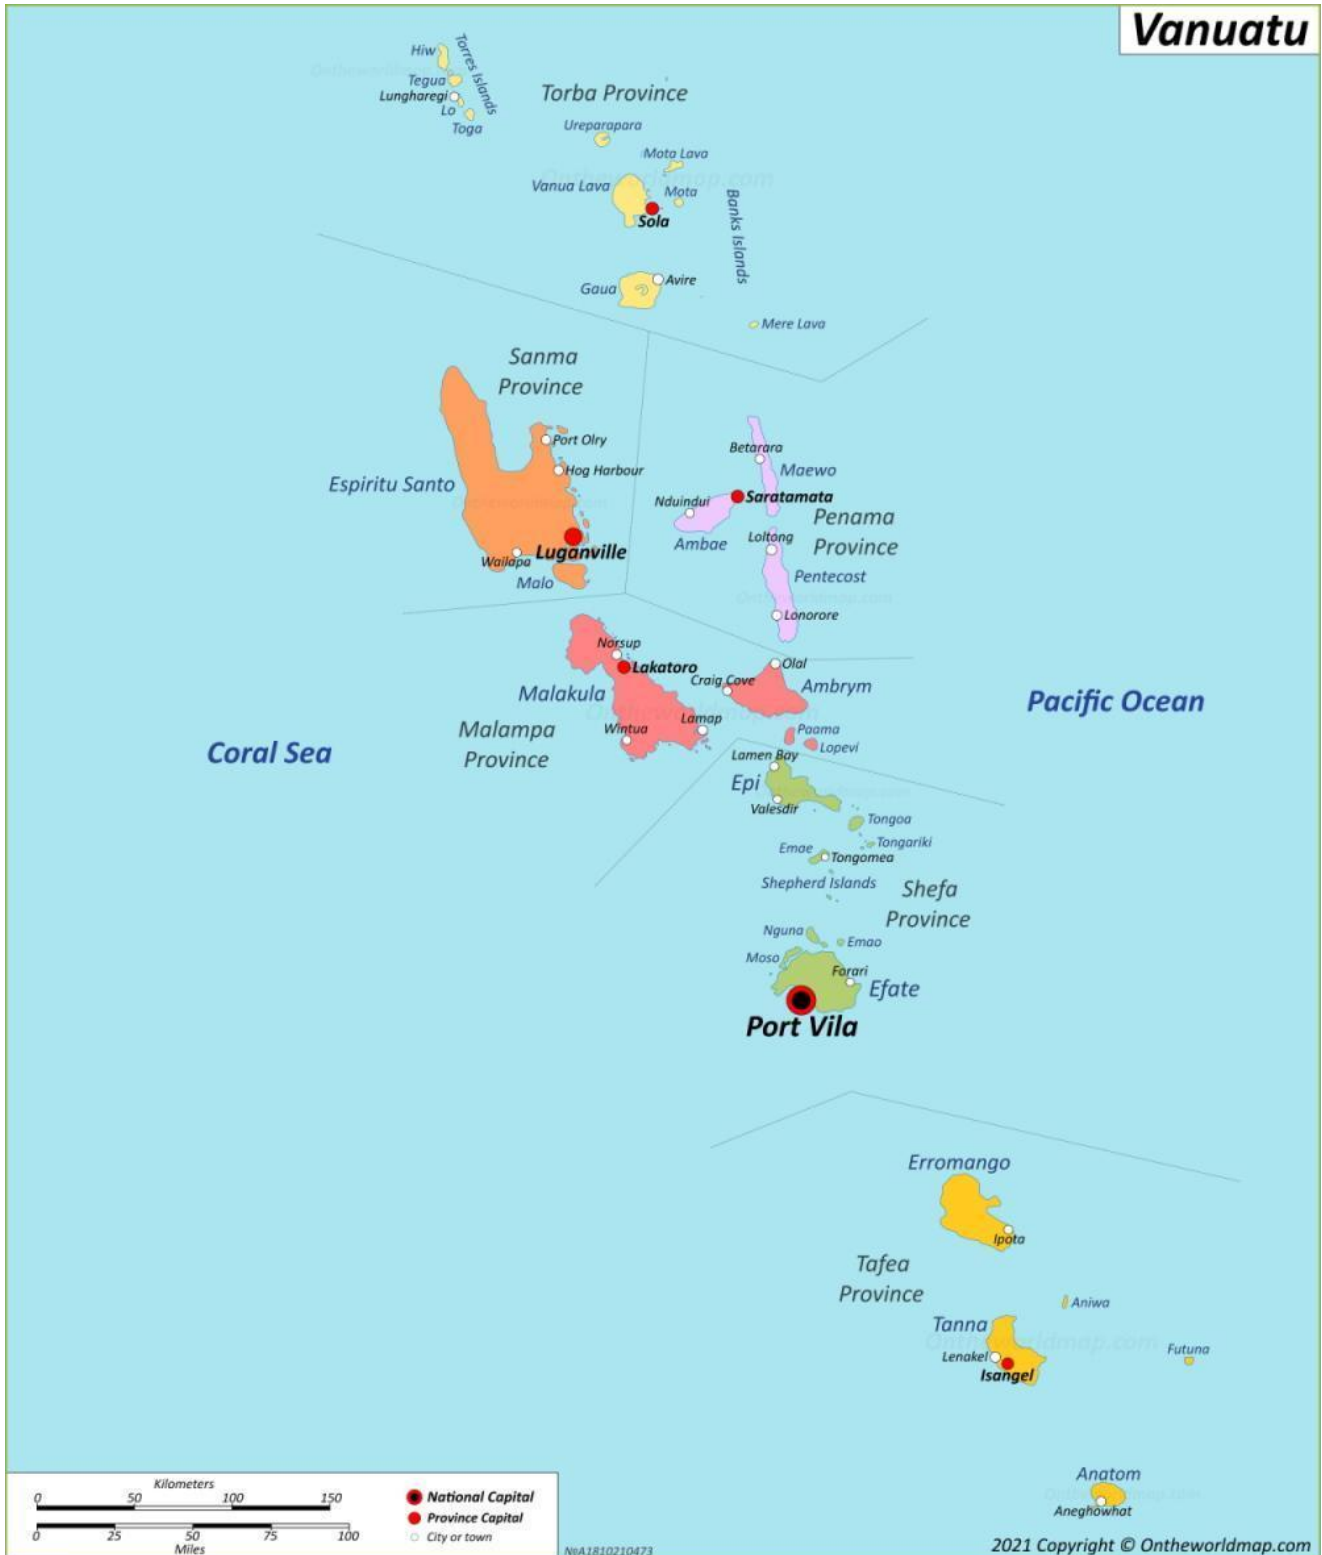 Vanuatu
Hiw
Torres Islands
Tegua
Lungharegi
Lo
Toga
Torba Province
Ureparapara
Mota Lava
Vanua Lava
Mota
Sola
Banks Islands
Gaua
Avire
Mere Lava
Sanma
Province
Port Olry
Hog Harbour
Espiritu Santo
Luganville
Wailapa
Malo
Betarara
Maewo
Saratamata
Nduindui
Ambae
Penama
Province
Loltong
Pentecost
Lonorore
Norsup
Lakatoro
Malakula
Malampa
Province
Wintua
Lamap
Olal
Craig Cove
Ambrym
Paama
Lopevi
Coral Sea
Pacific Ocean
Lamen Bay
Epi
Valesdir
Tongoa
Tongariki
Emae
Tongomea
Shepherd Islands
Shefa
Province
Nguna
Emao
Moso
Forari
Efate
Port Vila
Erromango
Ipota
Tafea
Province
Aniwa
Tanna
Lenakel
Isangel
Futuna
Anatom
Aneghowhat
Kilometers
0 50 100 150
0 25 50 75 100
Miles
National Capital
Province Capital
City or town
NoA1810210473
2021 Copyright © Ontheworldmap.com
Ontheworldmap.com